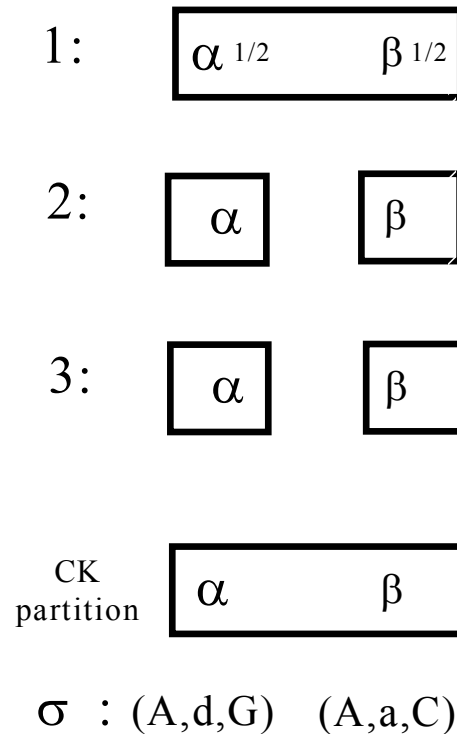 1: α 1/2 β 1/2
2: α β
3: α β
CK
partition
α β
σ : (A,d,G) (A,a,C)